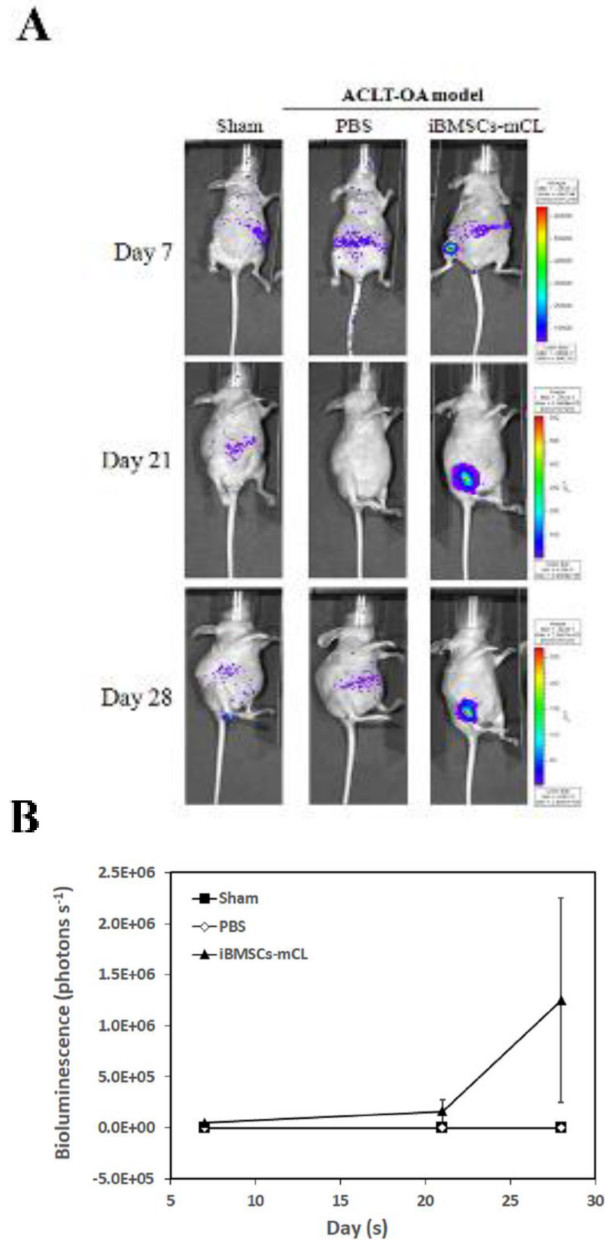 A
ACLT-OA model
Sham PBS iBMSCs-mCL
Day 7
Day 21
Day 28
B
2.5E+06
2.0E+06
1.5E+06
1.0E+06
5.0E+05
0.0E+00
-5.0E+05
Bioluminescence (photons s⁻¹)
Sham
PBS
iBMSCs-mCL
5 10 15 20 25 30
Day (s)